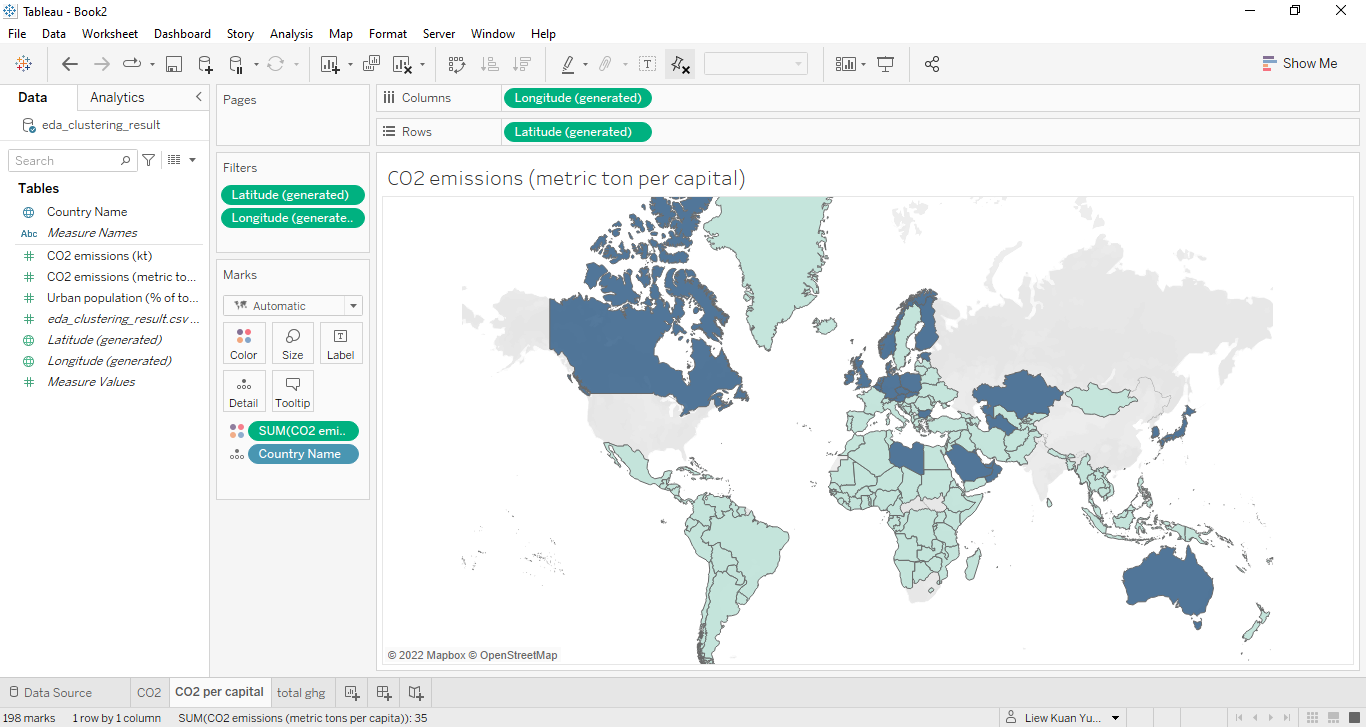 Tableau - Book2
File Data Worksheet Dashboard Story Analysis Map Format Server Window Help
Show Me
Data Analytics
Pages
Columns Longitude (generated)
eda_clustering_result
Rows Latitude (generated)
Search
Filters
Tables
Latitude (generated)
Country Name
Longitude (generate..
Abc Measure Names
CO2 emissions (kt)
CO2 emissions (metric to...
Urban population (% of to...
eda_clustering_result.csv ...
Latitude (generated)
Longitude (generated)
Measure Values
Marks
Automatic
Color Size Label
Detail Tooltip
SUM(CO2 emi..
Country Name
CO2 emissions (metric ton per capital)
© 2022 Mapbox © OpenStreetMap
Data Source CO2 CO2 per capital total ghg
198 marks 1 row by 1 column SUM(CO2 emissions (metric tons per capita)): 35 Liew Kuan Yu...